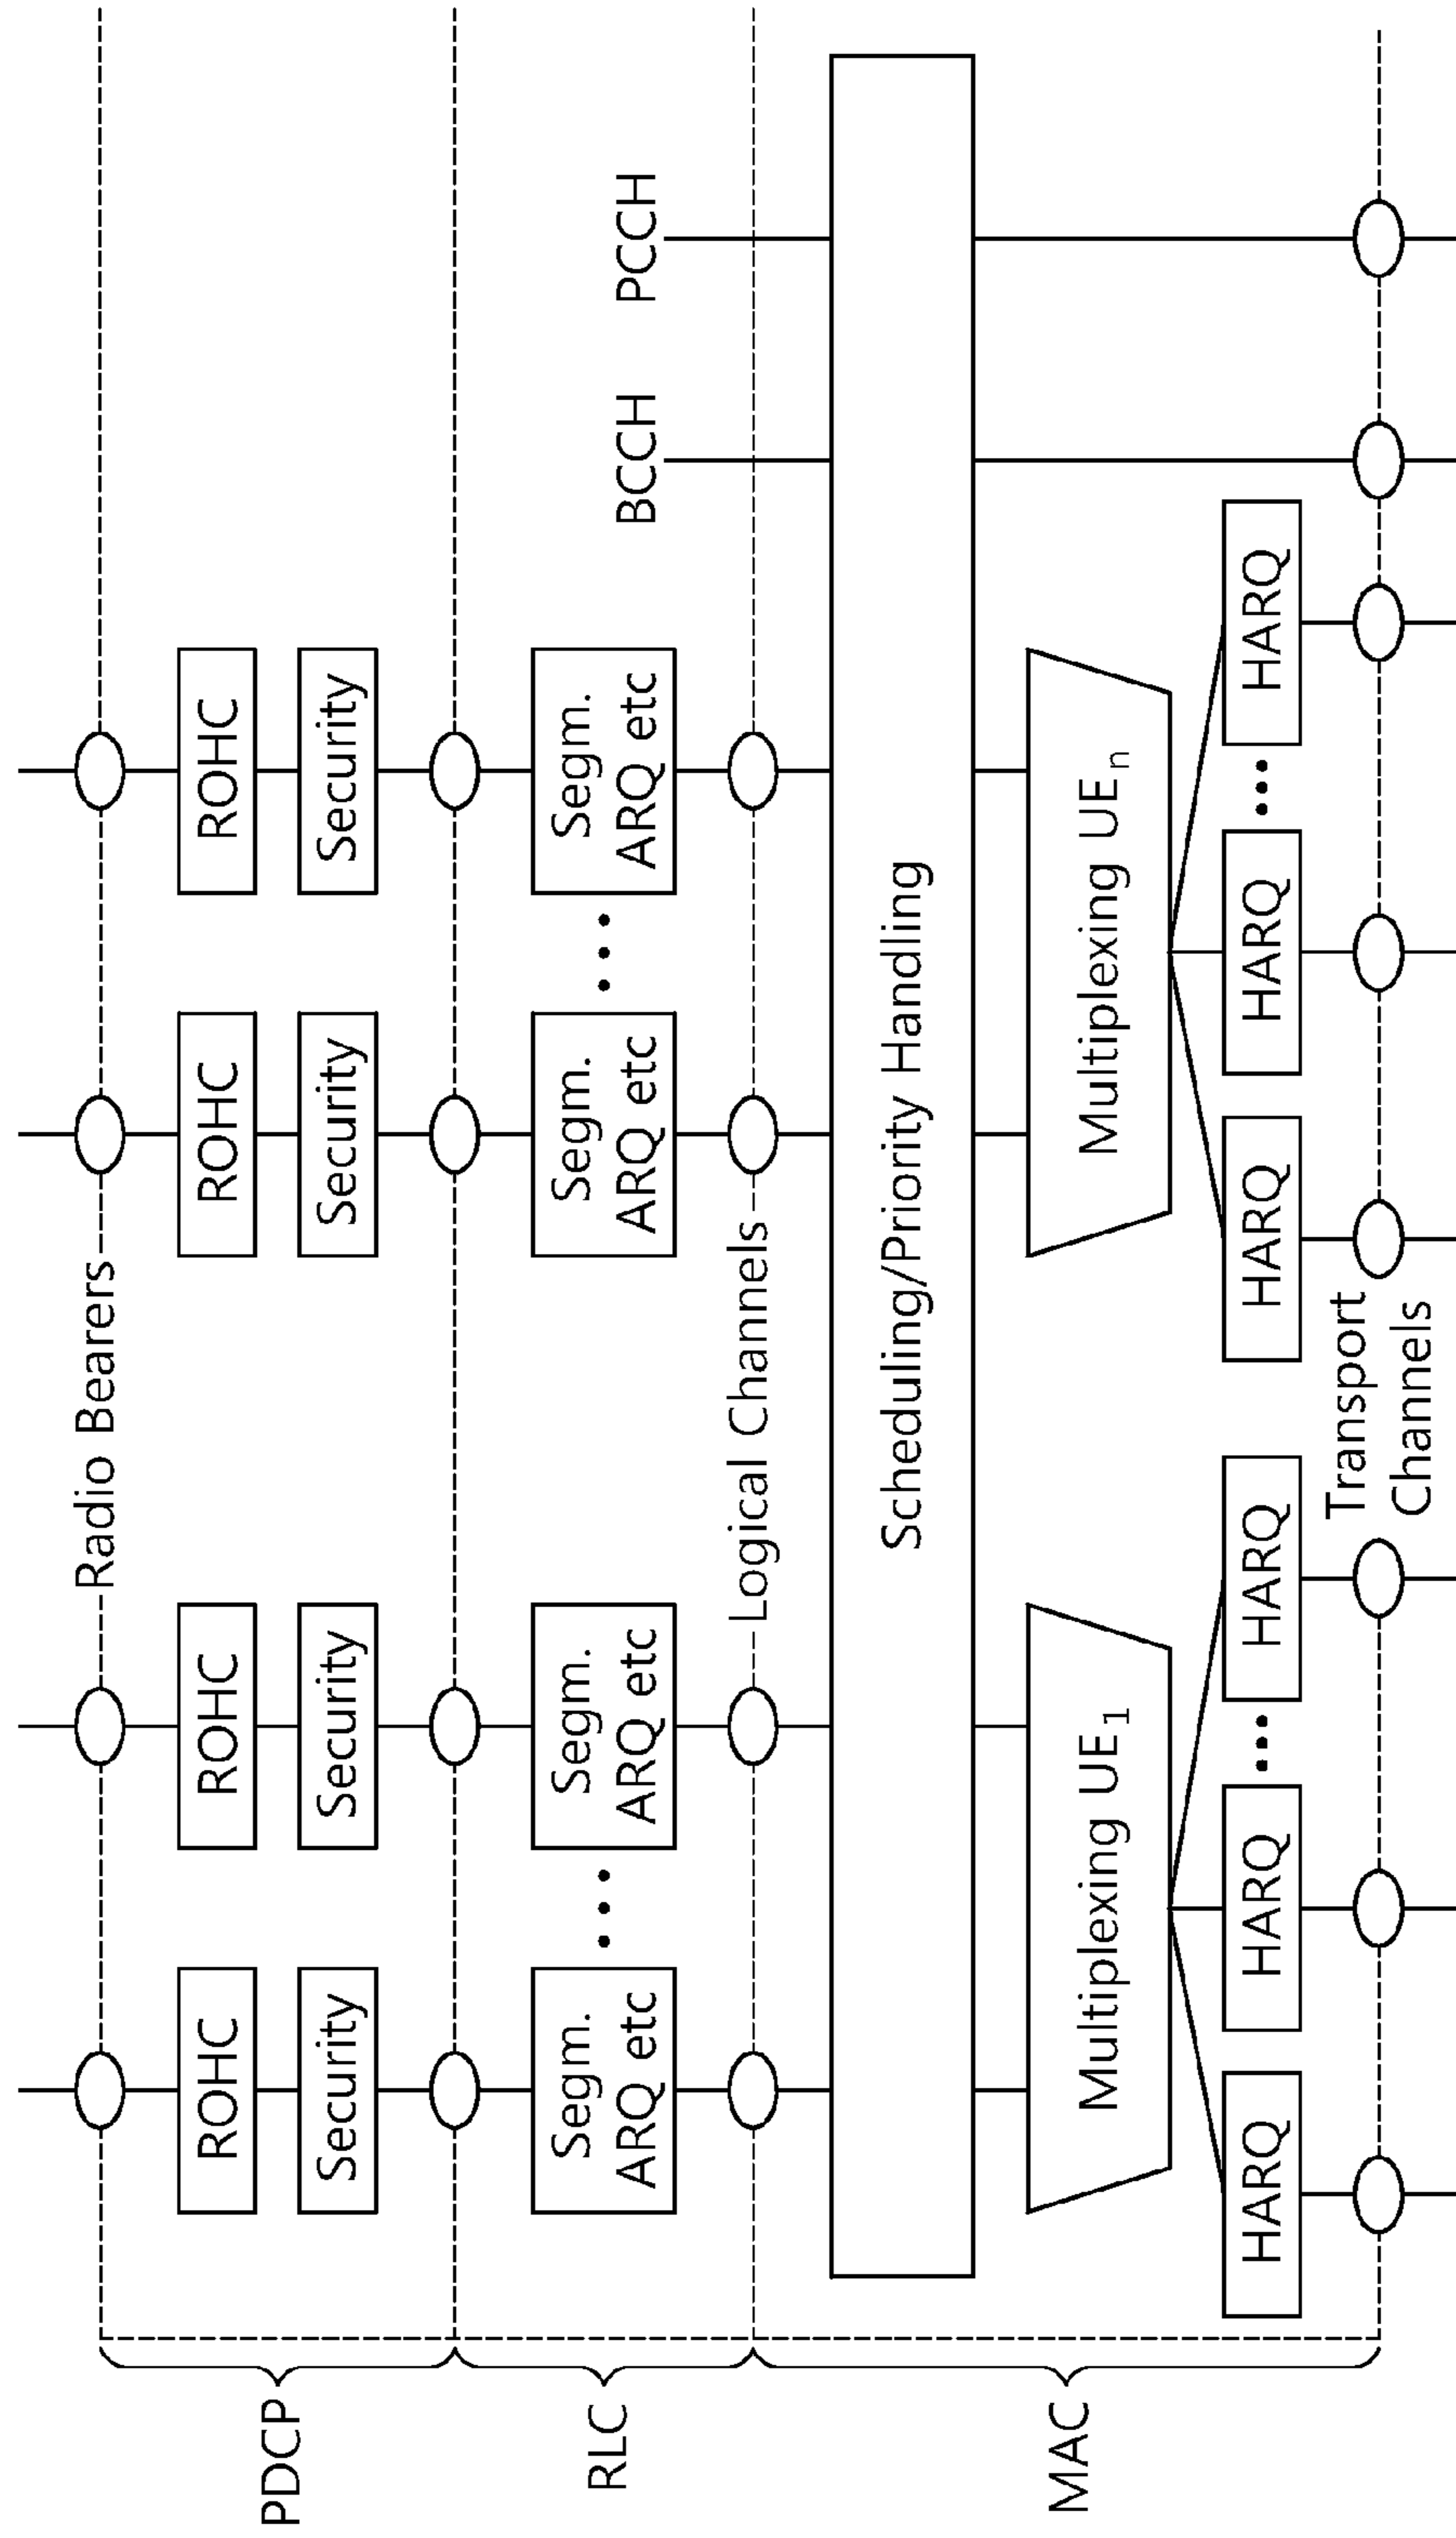 Radio Bearers
PDCP
ROHC
ROHC
ROHC
ROHC
Security
Security
Security
Security
RLC
Segm.
ARQ etc
...
Segm.
ARQ etc
Segm.
ARQ etc
...
Segm.
ARQ etc
BCCH
PCCH
Logical Channels
MAC
Scheduling/Priority Handling
Multiplexing UE1
Multiplexing UEn
HARQ
HARQ
...
HARQ
HARQ
HARQ
...
HARQ
Transport
Channels